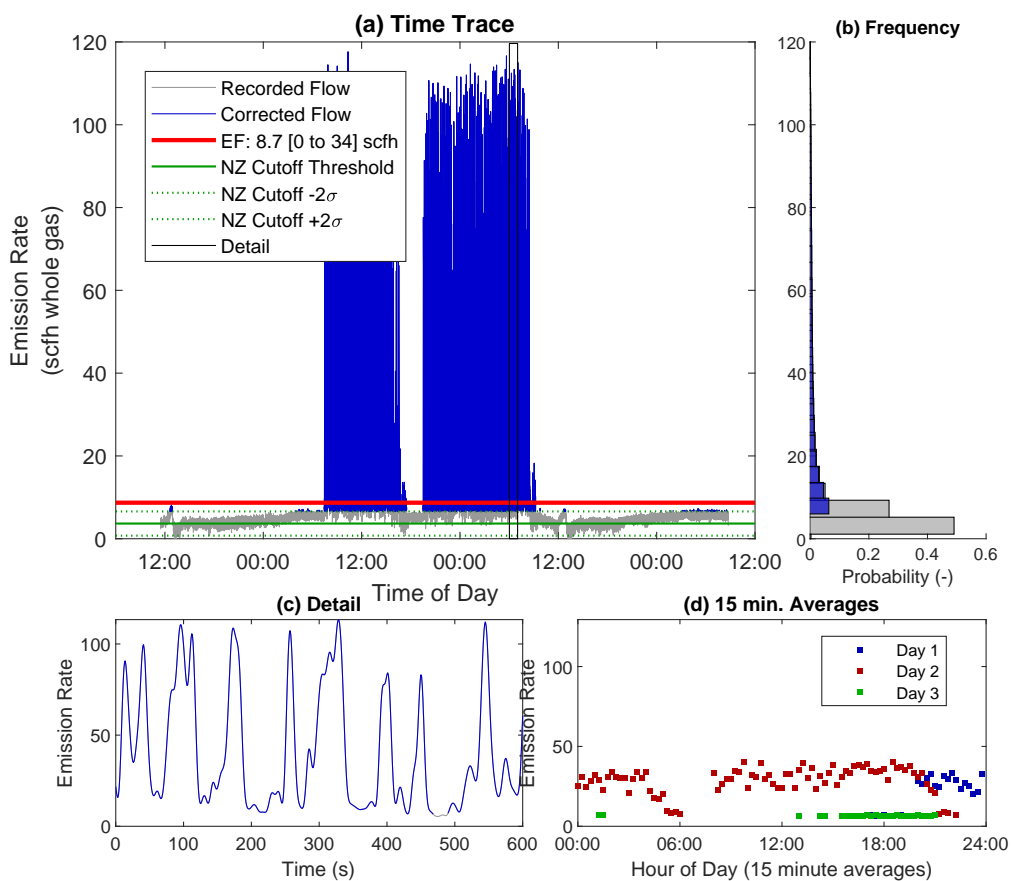 (a) Time Trace
Emission Rate
(scfh whole gas)
120
100
80
60
40
20
0
Recorded Flow
Corrected Flow
EF: 8.7 [0 to 34] scfh
NZ Cutoff Threshold
NZ Cutoff -2σ
NZ Cutoff +2σ
Detail
12:00
00:00
12:00
00:00
12:00
00:00
12:00
Time of Day
(b) Frequency
120
100
80
60
40
20
0
0
0.2
0.4
0.6
Probability (-)
(c) Detail
Emission Rate
100
50
0
0
100
200
300
400
500
600
Time (s)
(d) 15 min. Averages
Emission Rate
100
50
0
Day 1
Day 2
Day 3
00:00
06:00
12:00
18:00
24:00
Hour of Day (15 minute averages)